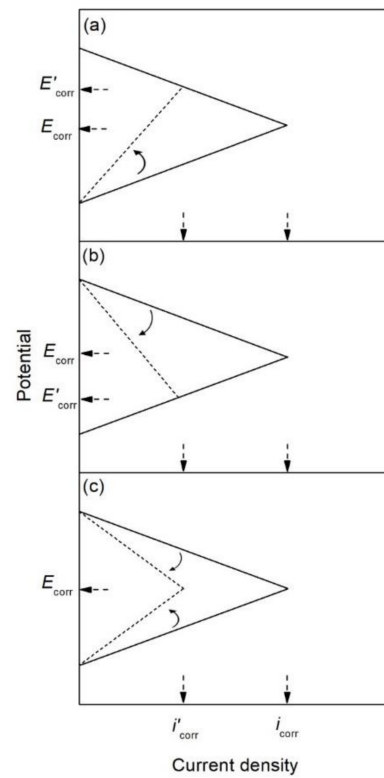 (a)
E'corr
Ecorr
(b)
Ecorr
E'corr
Potential
(c)
Ecorr
i'corr icorr
Current density